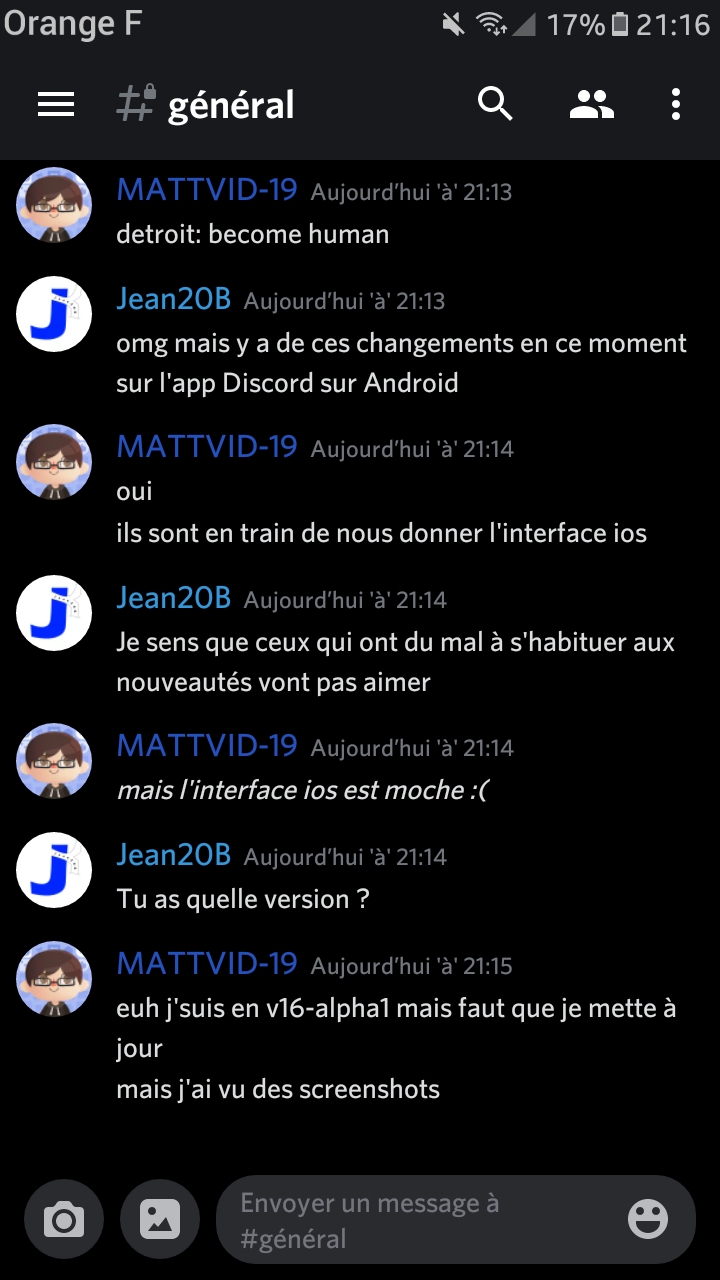 Orange F 17% 21:16
général
MATTVID-19 Aujourd’hui 'à' 21:13
detroit: become human
Jean20B Aujourd’hui 'à' 21:13
omg mais y a de ces changements en ce moment
sur l'app Discord sur Android
MATTVID-19 Aujourd’hui 'à' 21:14
oui
ils sont en train de nous donner l'interface ios
Jean20B Aujourd’hui 'à' 21:14
Je sens que ceux qui ont du mal à s'habituer aux
nouveautés vont pas aimer
MATTVID-19 Aujourd’hui 'à' 21:14
mais l'interface ios est moche :(
Jean20B Aujourd’hui 'à' 21:14
Tu as quelle version ?
MATTVID-19 Aujourd’hui 'à' 21:15
euh j'suis en v16-alpha1 mais faut que je mette à
jour
mais j'ai vu des screenshots
Envoyer un message à
#général